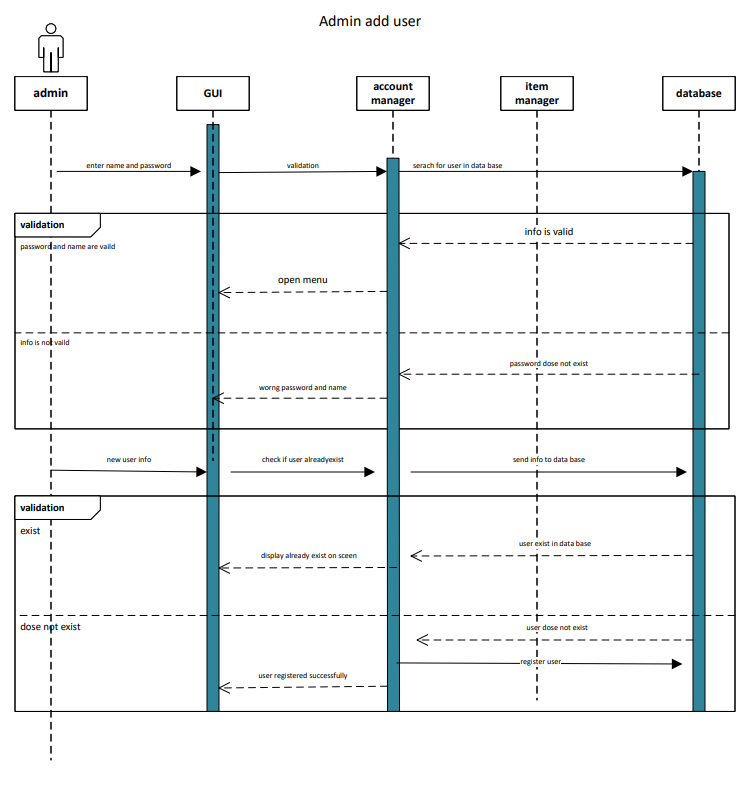 Admin add user
admin
GUI
account
manager
item
manager
database
enter name and password
validation
serach for user in data base
validation
password and name are vaild
info is valid
open menu
info is not vaild
password dose not exist
worng password and name
new user info
check if user alreadyexist
send info to data base
validation
exist
user exist in data base
display already exist on sceen
dose not exist
user dose not exist
register user
user registered successfully